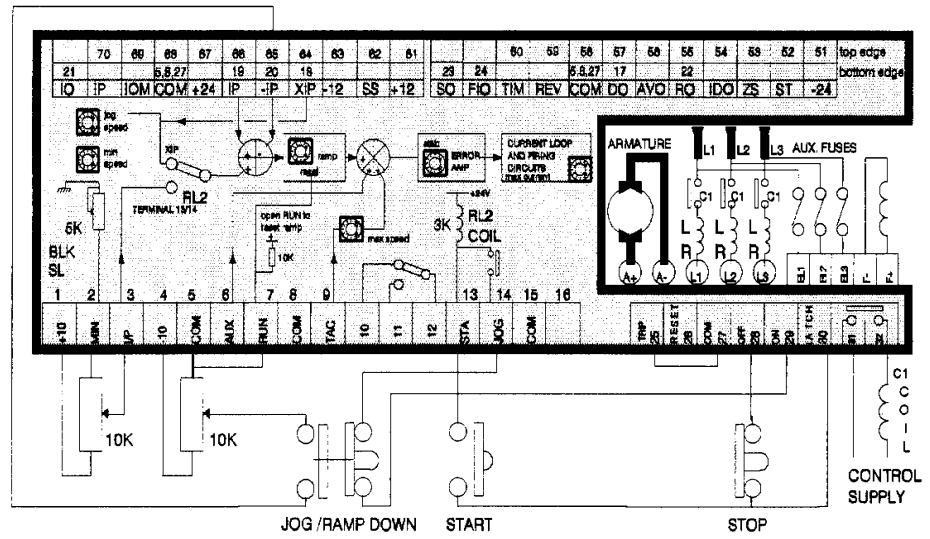 70 69 68 67 66 65 64 63 62 61 60 59 58 57 56 55 54 53 52 51 top edge
21 5,8,27 19 20 18 23 24 5,8,27 17 22 bottom edge
IO IP IOM COM +24 IP -IP XIP -12 SS +12 SO FIO TIM REV COM DO AVO RO IDO ZS ST -24
jog
speed
min
speed
XIP
RL2
TERMINAL 13/14
ramp
reset
ERROR
AMP
CURRENT LOOP
AND FIRING
CIRCUITS
max current
ARMATURE
L1 L2 L3 AUX. FUSES
C1 C1 C1
L L L
R R R
5K
BLK
SL
open RUN to
reset ramp
10K
max speed
+24V
3K
RL2
COIL
A+ A- L1 L2 L3 EL1 EL2 EL3 F- F+
1 2 3 4 5 6 7 8 9 10 11 12 13 14 15 16
+10 MIN I/P -10 COM AUX RUN COM TAC STA JOG COM
TRIP RESET COM OFF ON LATCH
25 26 27 28 29 30 31 32
10K
10K
C1
C
O
I
L
CONTROL
SUPPLY
JOG /RAMP DOWN START STOP